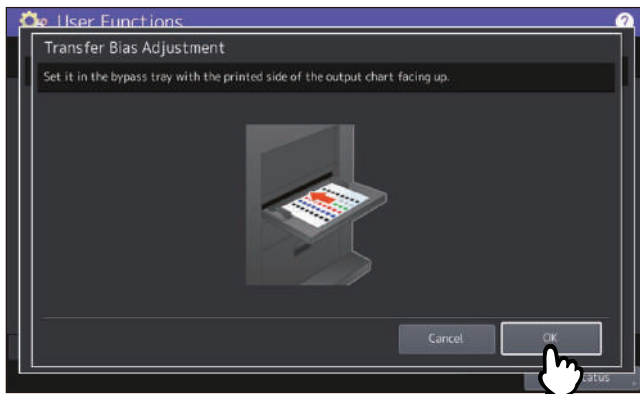 User Functions
?
Transfer Bias Adjustment
Set it in the bypass tray with the printed side of the output chart facing up.
Cancel
OK